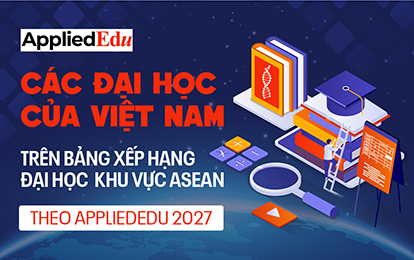 AppliedEdu
CÁC ĐẠI HỌC
CỦA VIỆT NAM
TRÊN BẢNG XẾP HẠNG
ĐẠI HỌC KHU VỰC ASEAN
THEO APPLIEDEDU 2027